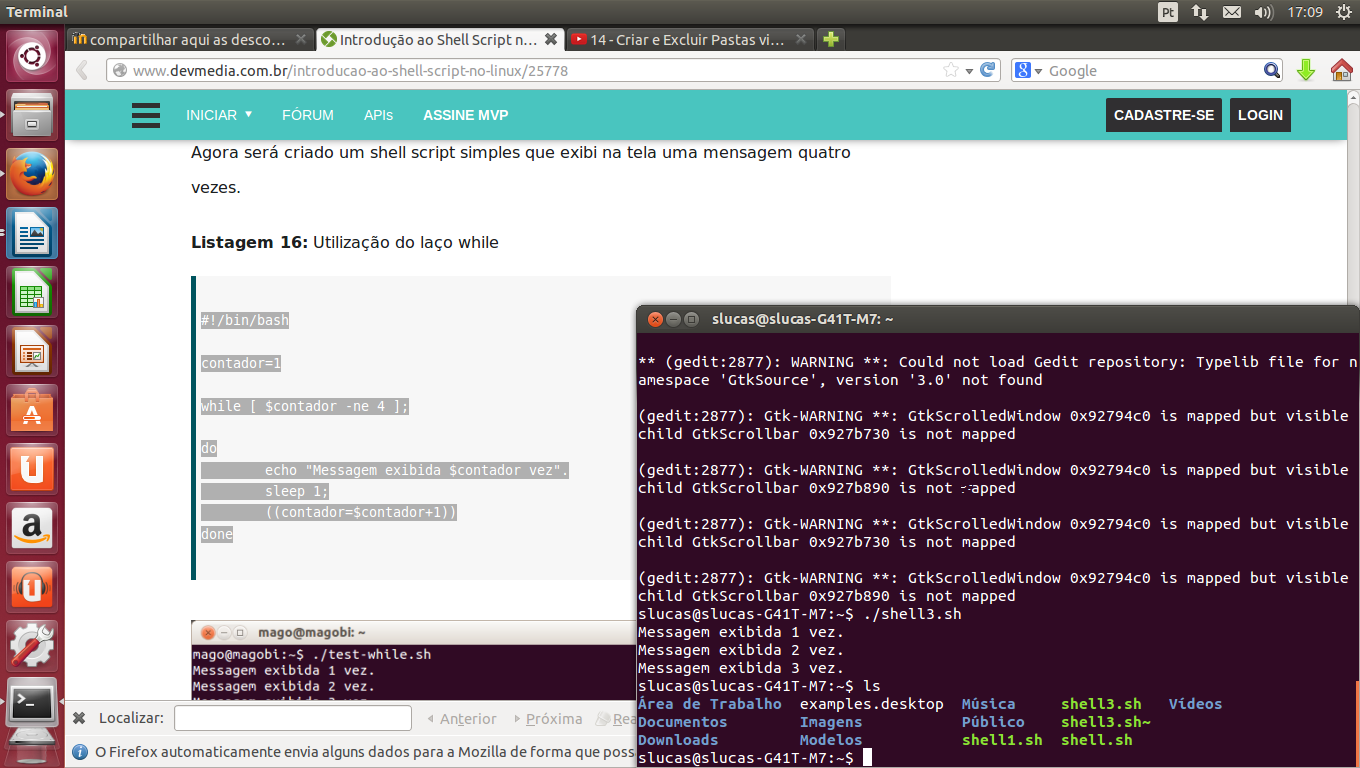 Terminal
Pt
17:09
compartilhar aqui as desco...
Introdução ao Shell Script n...
14 - Criar e Excluir Pastas vi...
www.devmedia.com.br/introducao-ao-shell-script-no-linux/25778
Google
INICIAR
FÓRUM
APIs
ASSINE MVP
CADASTRE-SE
LOGIN
Agora será criado um shell script simples que exibi na tela uma mensagem quatro
vezes.
Listagem 16: Utilização do laço while
#!/bin/bash
contador=1
while [ $contador -ne 4 ];
do
echo "Messagem exibida $contador vez".
sleep 1;
((contador=$contador+1))
done
mago@magobi: ~
mago@magobi:~$ ./test-while.sh
Messagem exibida 1 vez.
Messagem exibida 2 vez.
slucas@slucas-G41T-M7: ~
** (gedit:2877): WARNING **: Could not load Gedit repository: Typelib file for n
amespace 'GtkSource', version '3.0' not found
(gedit:2877): Gtk-WARNING **: GtkScrolledWindow 0x92794c0 is mapped but visible
child GtkScrollbar 0x927b730 is not mapped
(gedit:2877): Gtk-WARNING **: GtkScrolledWindow 0x92794c0 is mapped but visible
child GtkScrollbar 0x927b890 is not mapped
(gedit:2877): Gtk-WARNING **: GtkScrolledWindow 0x92794c0 is mapped but visible
child GtkScrollbar 0x927b730 is not mapped
(gedit:2877): Gtk-WARNING **: GtkScrolledWindow 0x92794c0 is mapped but visible
child GtkScrollbar 0x927b890 is not mapped
slucas@slucas-G41T-M7:~$ ./shell3.sh
Messagem exibida 1 vez.
Messagem exibida 2 vez.
Messagem exibida 3 vez.
slucas@slucas-G41T-M7:~$ ls
Área de Trabalho examples.desktop Música shell3.sh Vídeos
Documentos Imagens Público shell3.sh~
Downloads Modelos shell1.sh shell.sh
slucas@slucas-G41T-M7:~$
Localizar:
Anterior
Próxima
O Firefox automaticamente envia alguns dados para a Mozilla de forma que poss